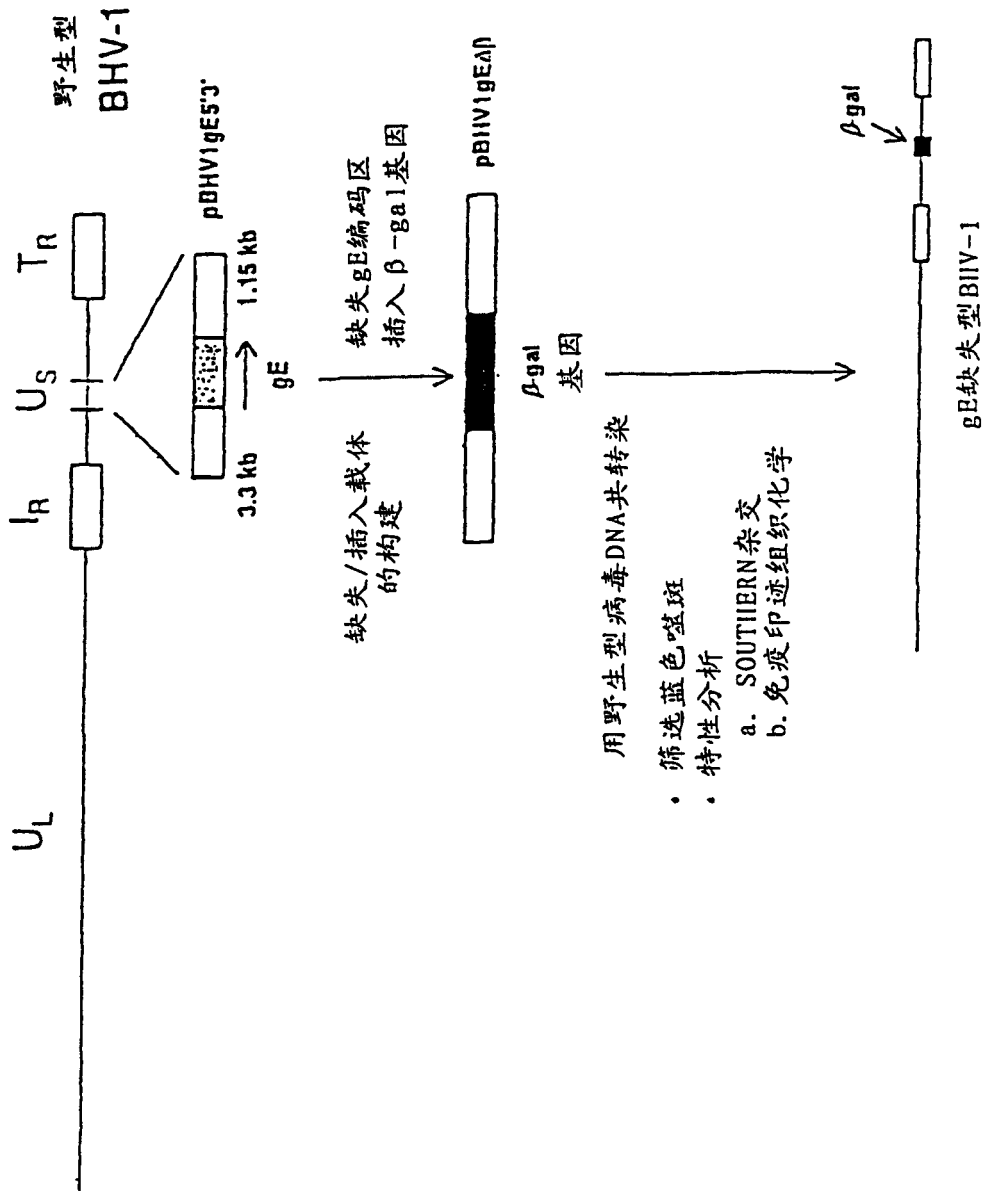 野生型
BHV-1
U_L
I_R
U_S
T_R
pBHV1gE5'3'
3.3 kb
1.15 kb
gE
缺失/插入载体
的构建
缺失gE编码区
插入β-gal基因
pBHV1gEΔβ
β-gal
基因
用野生型病毒DNA共转染
• 筛选蓝色噬斑
• 特性分析
a. SOUTHERN杂交
b. 免疫印迹组织化学
β-gal
gE缺失型BHV-1